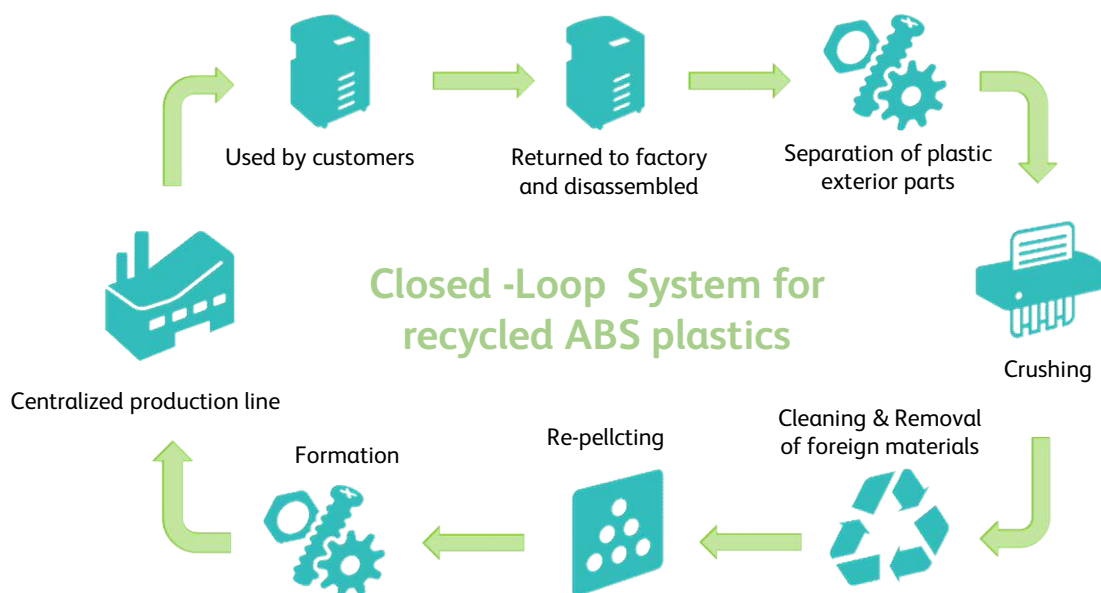 Used by customers
Returned to factory
and disassembled
Separation of plastic
exterior parts
Closed -Loop System for
recycled ABS plastics
Crushing
Centralized production line
Cleaning & Removal
of foreign materials
Re-pellcting
Formation